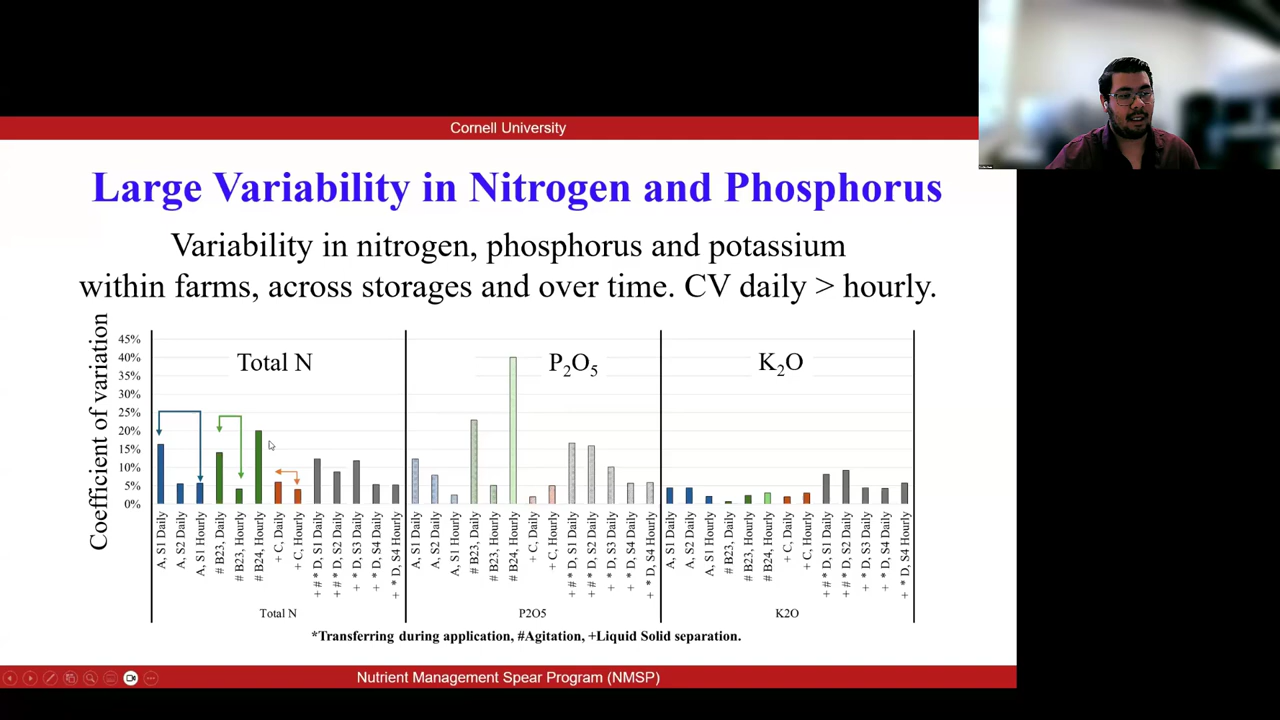 Cornell University
Large Variability in Nitrogen and Phosphorus
Variability in nitrogen, phosphorus and potassium
within farms, across storages and over time. CV daily > hourly.
Coefficient of variation
45%
40%
35%
30%
25%
20%
15%
10%
5%
0%
Total N
P2O5
K2O
A, S1 Daily
A, S2 Daily
A, S1 Hourly
# B23, Daily
# B23, Hourly
#B24, Hourly
+ C, Daily
+ C, Hourly
+ # * D, S1 Daily
+ ## * D, S2 Daily
+ * D, S3 Daily
+ * D, S4 Daily
+ * D, S4 Hourly
A, S1 Daily
A, S2 Daily
A, S1 Hourly
# B23, Daily
# B23, Hourly
#B24, Hourly
+ C, Daily
+ C, Hourly
+ # * D, S1 Daily
+ ## * D, S2 Daily
+ * D, S3 Daily
+ * D, S4 Daily
+ * D, S4 Hourly
A, S1 Daily
A, S2 Daily
A, S1 Hourly
# B23, Daily
# B23, Hourly
#B24, Hourly
+ C, Daily
+ C, Hourly
+ # * D, S1 Daily
+ ## * D, S2 Daily
+ * D, S3 Daily
+ * D, S4 Daily
+ * D, S4 Hourly
Total N
P2O5
K2O
*Transferring during application, #Agitation, +Liquid Solid separation.
Nutrient Management Spear Program (NMSP)